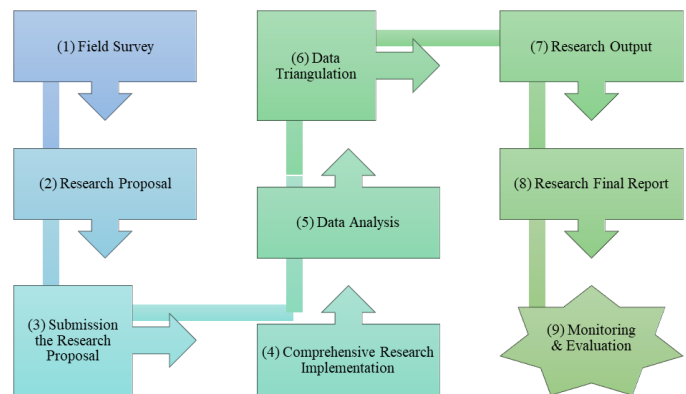 (1) Field Survey
(2) Research Proposal
(3) Submission
the Research
Proposal
(4) Comprehensive Research
Implementation
(5) Data Analysis
(6) Data
Triangulation
(7) Research Output
(8) Research Final Report
(9) Monitoring
& Evaluation